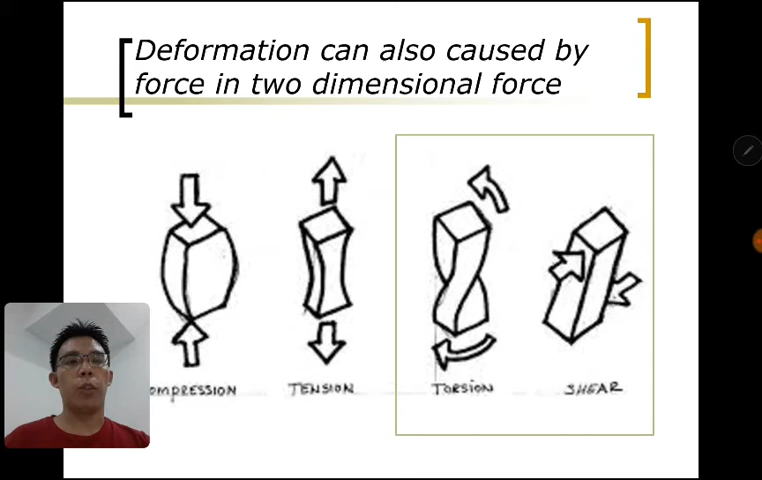 Deformation can also caused by
force in two dimensional force
OMPRESSION TENSION TORSION SHEAR